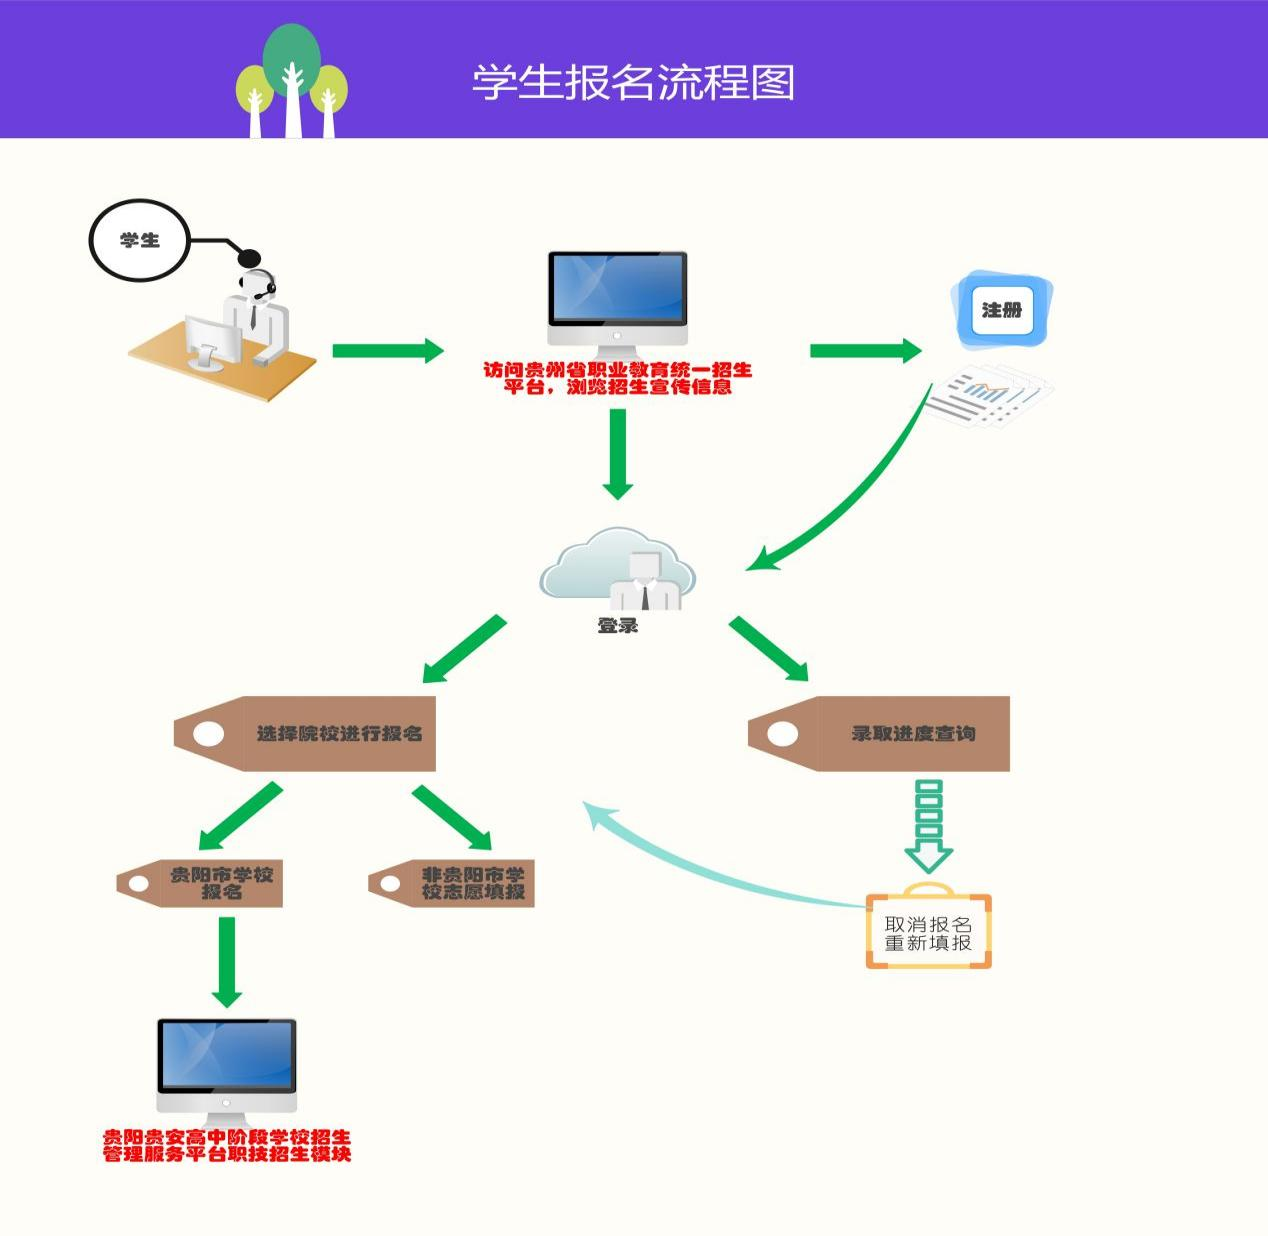 学生报名流程图
学生
访问贵州省职业教育统一招生
平台，浏览招生宣传信息
注册
登录
选择院校进行报名
录取进度查询
贵阳市学校
报名
非贵阳市学
校志愿填报
取消报名
重新填报
贵阳贵安高中阶段学校招生
管理服务平台职技招生模块